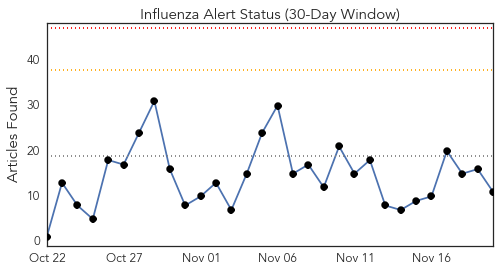 Influenza Alert Status (30-Day Window)
Articles Found
40
30
20
10
0
Oct 22 Oct 27 Nov 01 Nov 06 Nov 11 Nov 16